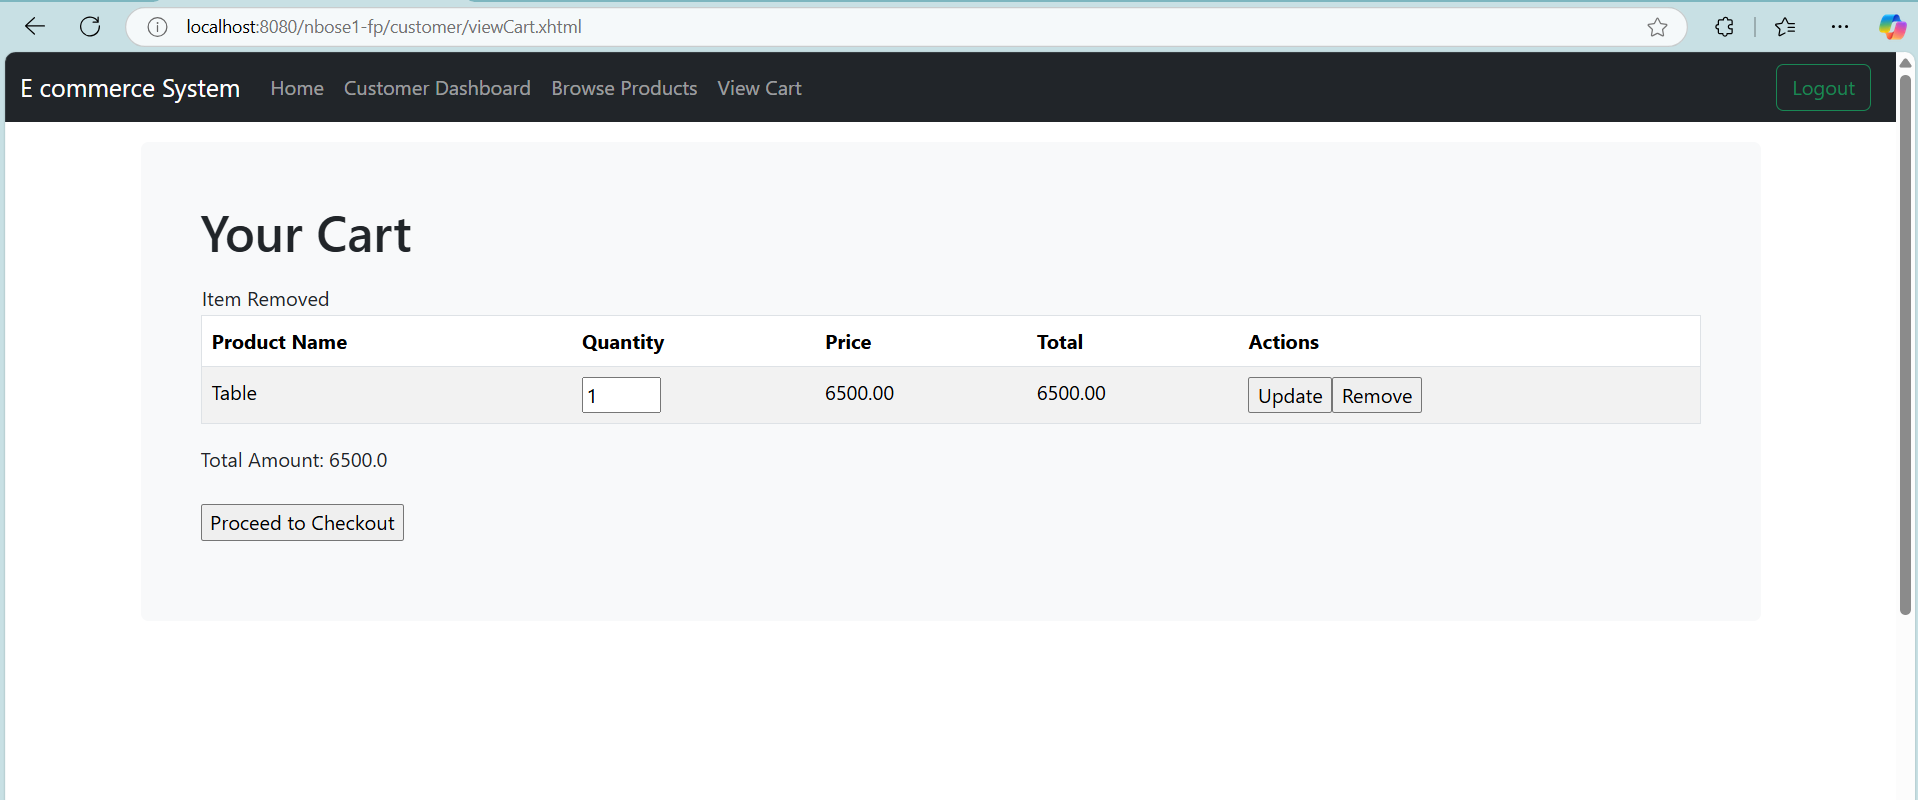 localhost:8080/nbose1-fp/customer/viewCart.xhtml
E commerce System Home Customer Dashboard Browse Products View Cart Logout
Your Cart
Item Removed
Product Name Quantity Price Total Actions
Table 1 6500.00 6500.00 Update Remove
Total Amount: 6500.0
Proceed to Checkout